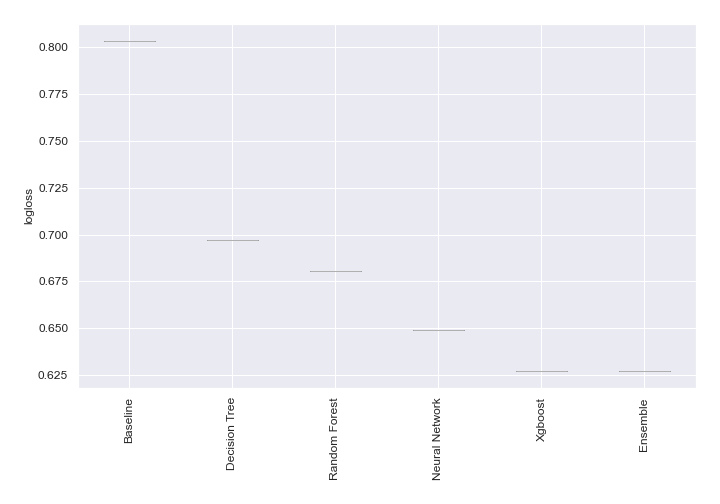 0.800
0.775
0.750
0.725
0.700
0.675
0.650
0.625
logloss
Baseline
Decision Tree
Random Forest
Neural Network
Xgboost
Ensemble